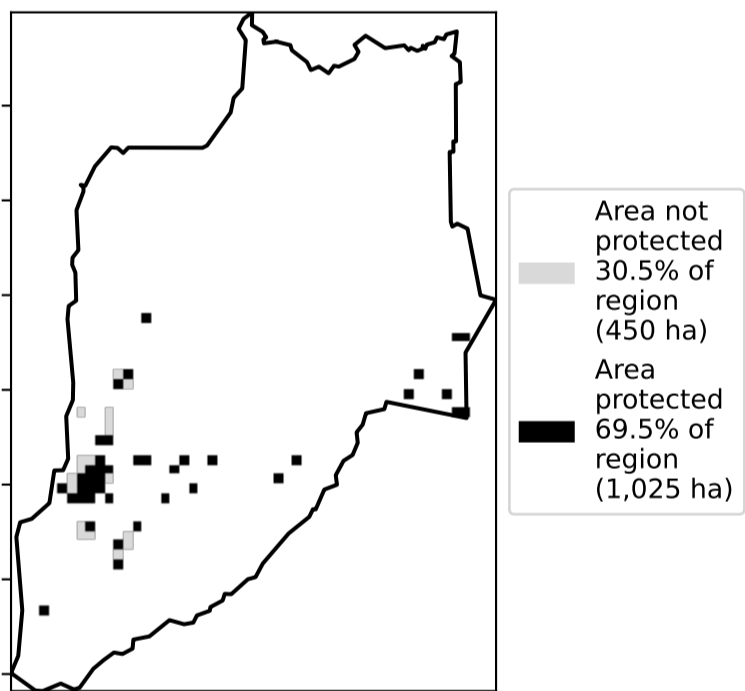 Area not
protected
30.5% of
region
(450 ha)
Area
protected
69.5% of
region
(1,025 ha)